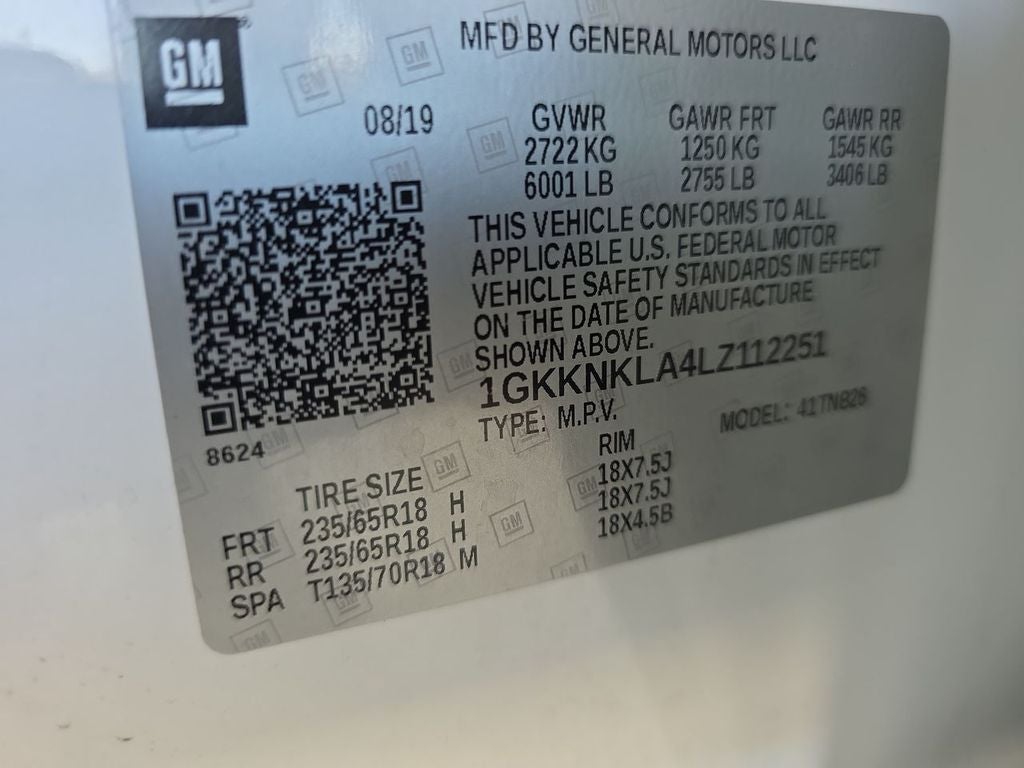 GM
MFD BY GENERAL MOTORS LLC
08/19
GVWR GAWR FRT GAWR RR
2722 KG 1250 KG 1545 KG
6001 LB 2755 LB 3406 LB
THIS VEHICLE CONFORMS TO ALL
APPLICABLE U.S. FEDERAL MOTOR
VEHICLE SAFETY STANDARDS IN EFFECT
ON THE DATE OF MANUFACTURE
SHOWN ABOVE.
1GKKNKLA4LZ112251
TYPE: M.P.V. MODEL: 41TNB26
8624
TIRE SIZE RIM
FRT 235/65R18 H 18X7.5J
RR 235/65R18 H 18X7.5J
SPA T135/70R18 M 18X4.5B